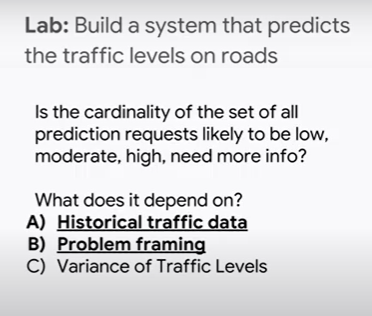 Lab: Build a system that predicts
the traffic levels on roads
Is the cardinality of the set of all
prediction requests likely to be low,
moderate, high, need more info?
What does it depend on?
A) Historical traffic data
B) Problem framing
C) Variance of Traffic Levels